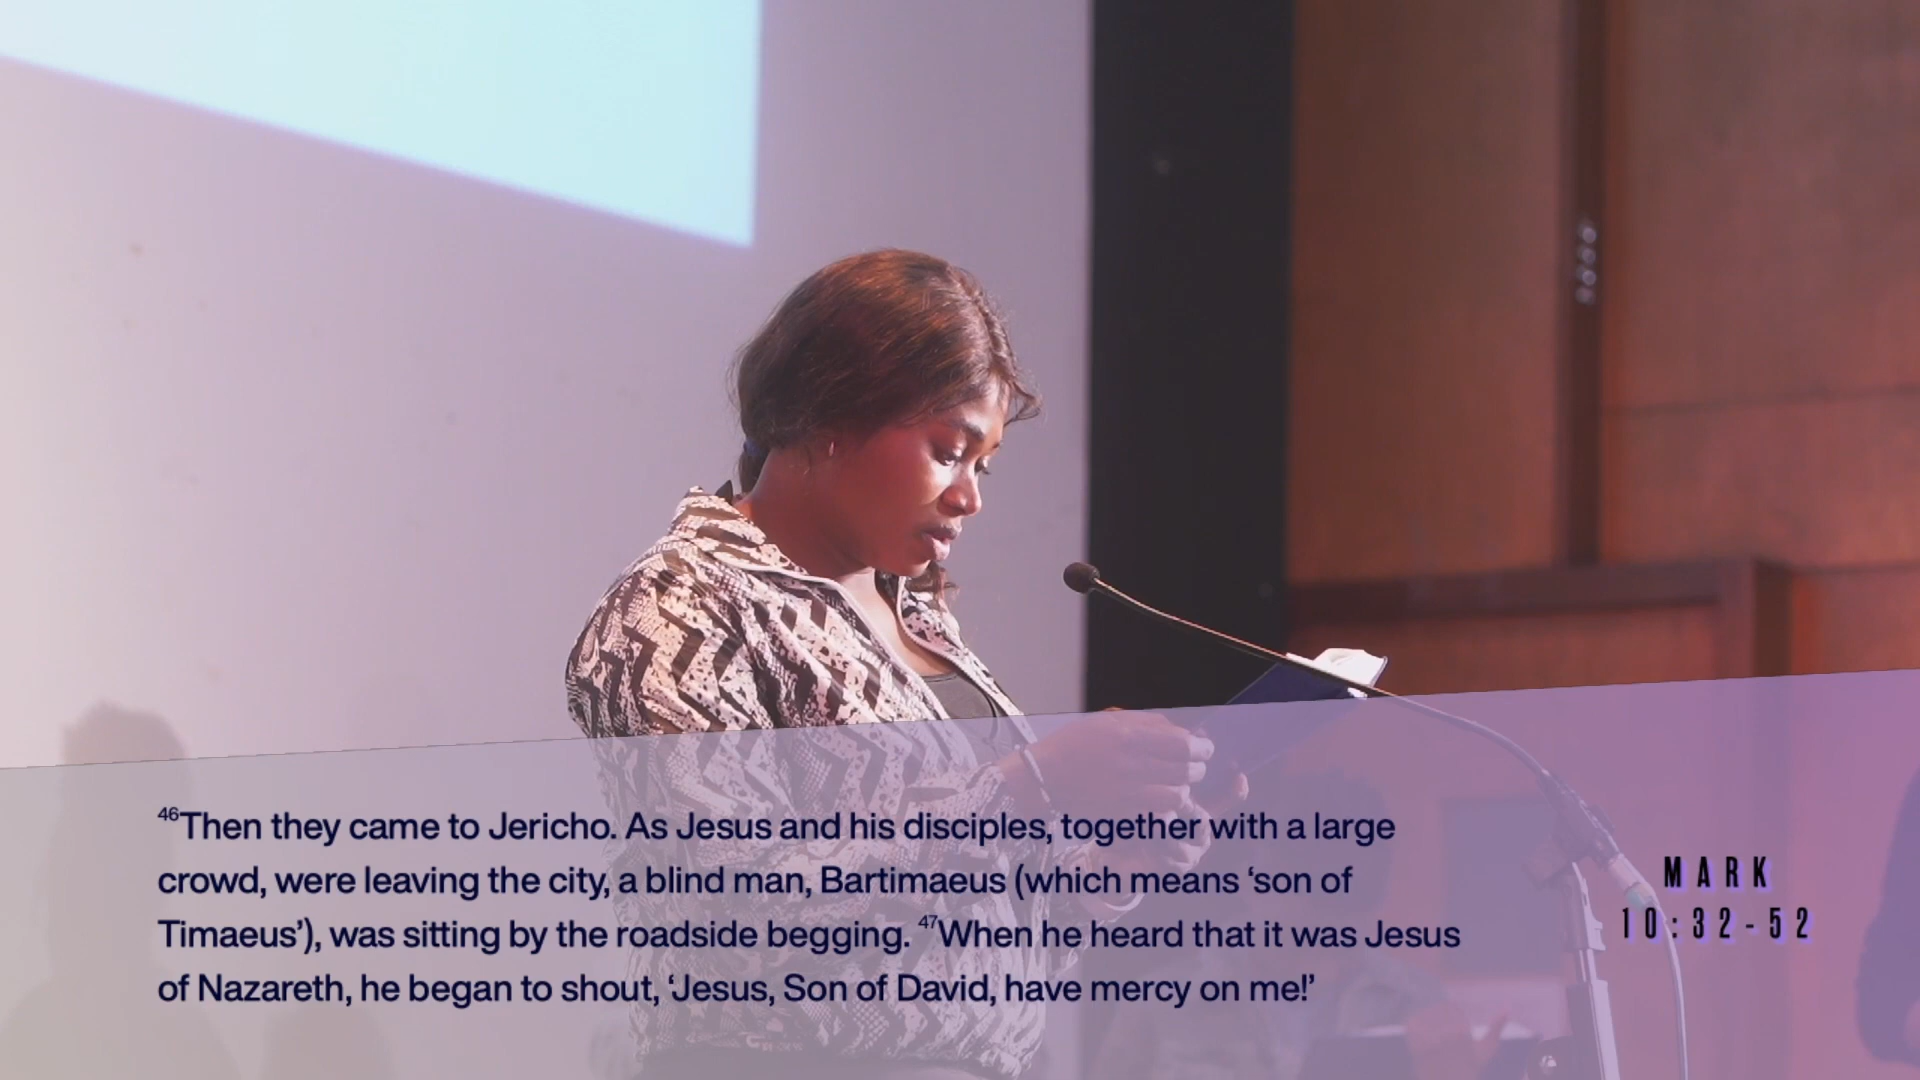 ⁴⁶Then they came to Jericho. As Jesus and his disciples, together with a large
crowd, were leaving the city, a blind man, Bartimaeus (which means ‘son of
Timaeus’), was sitting by the roadside begging. ⁴⁷When he heard that it was Jesus
of Nazareth, he began to shout, ‘Jesus, Son of David, have mercy on me!’
MARK
10:32-52